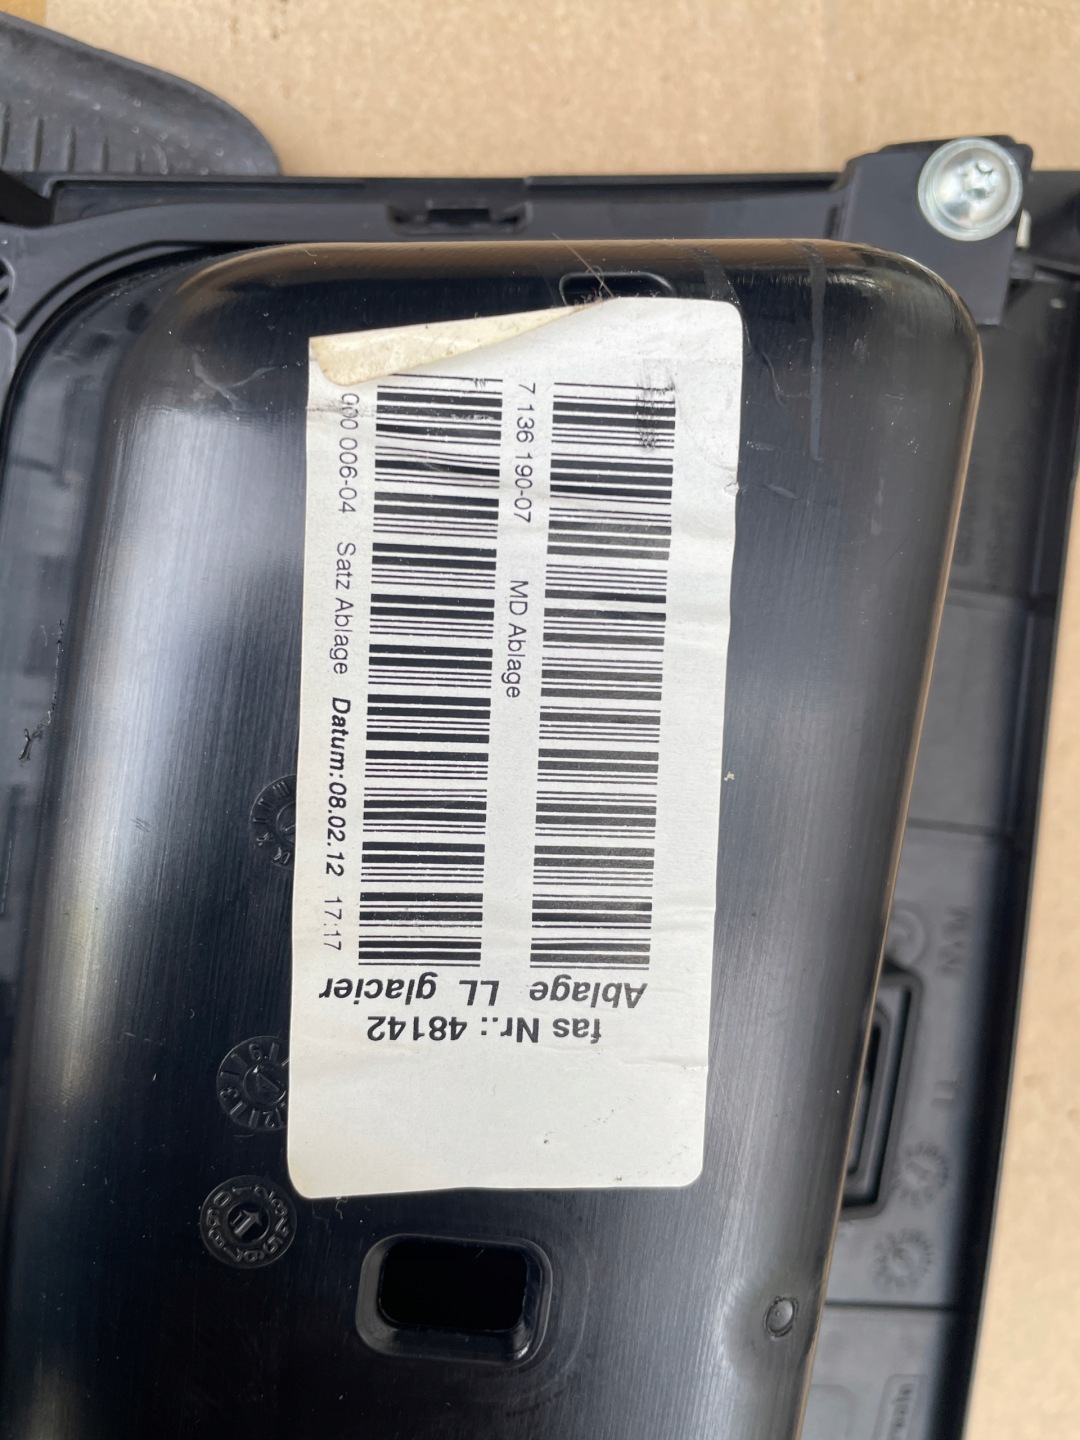 7 136 190-07 MD Ablage
000 006-04 Satz Ablage Datum: 08.02.12 17:17
fas Nr.: 48142
Ablage LL glacier